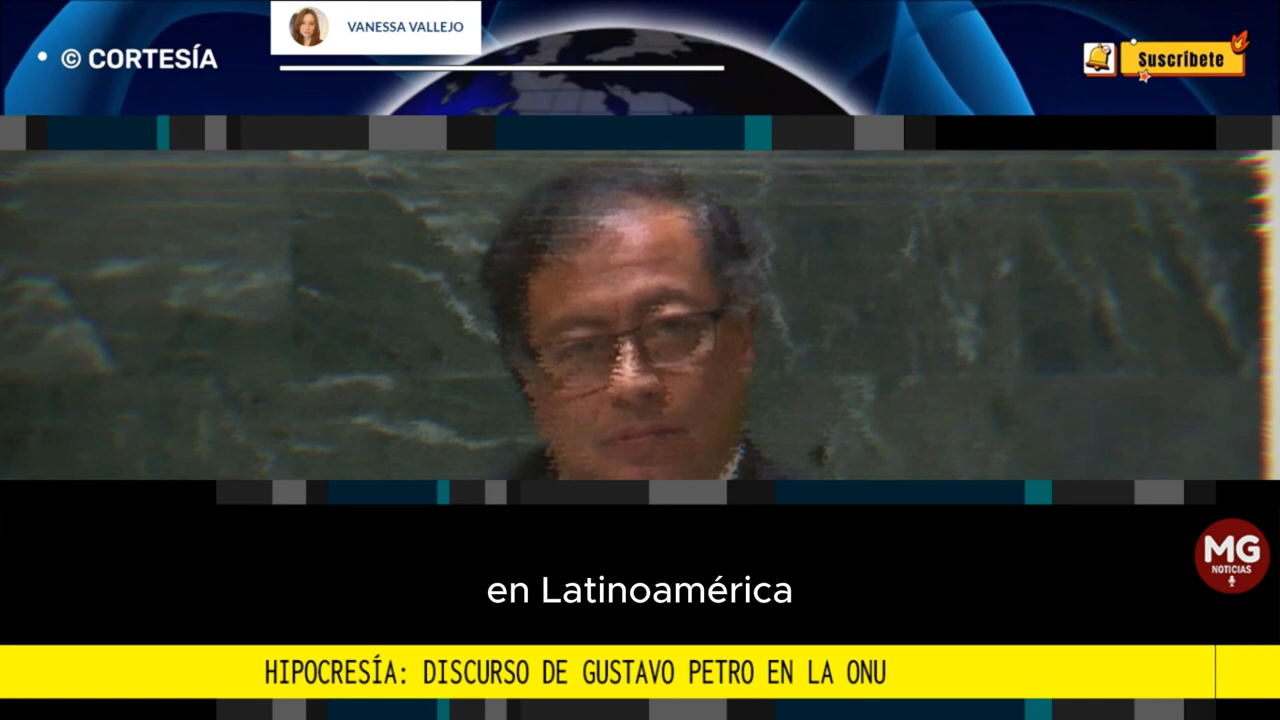 VANESSA VALLEJO
© CORTESÍA
Suscríbete
MG
NOTICIAS
en Latinoamérica
HIPOCRESÍA: DISCURSO DE GUSTAVO PETRO EN LA ONU